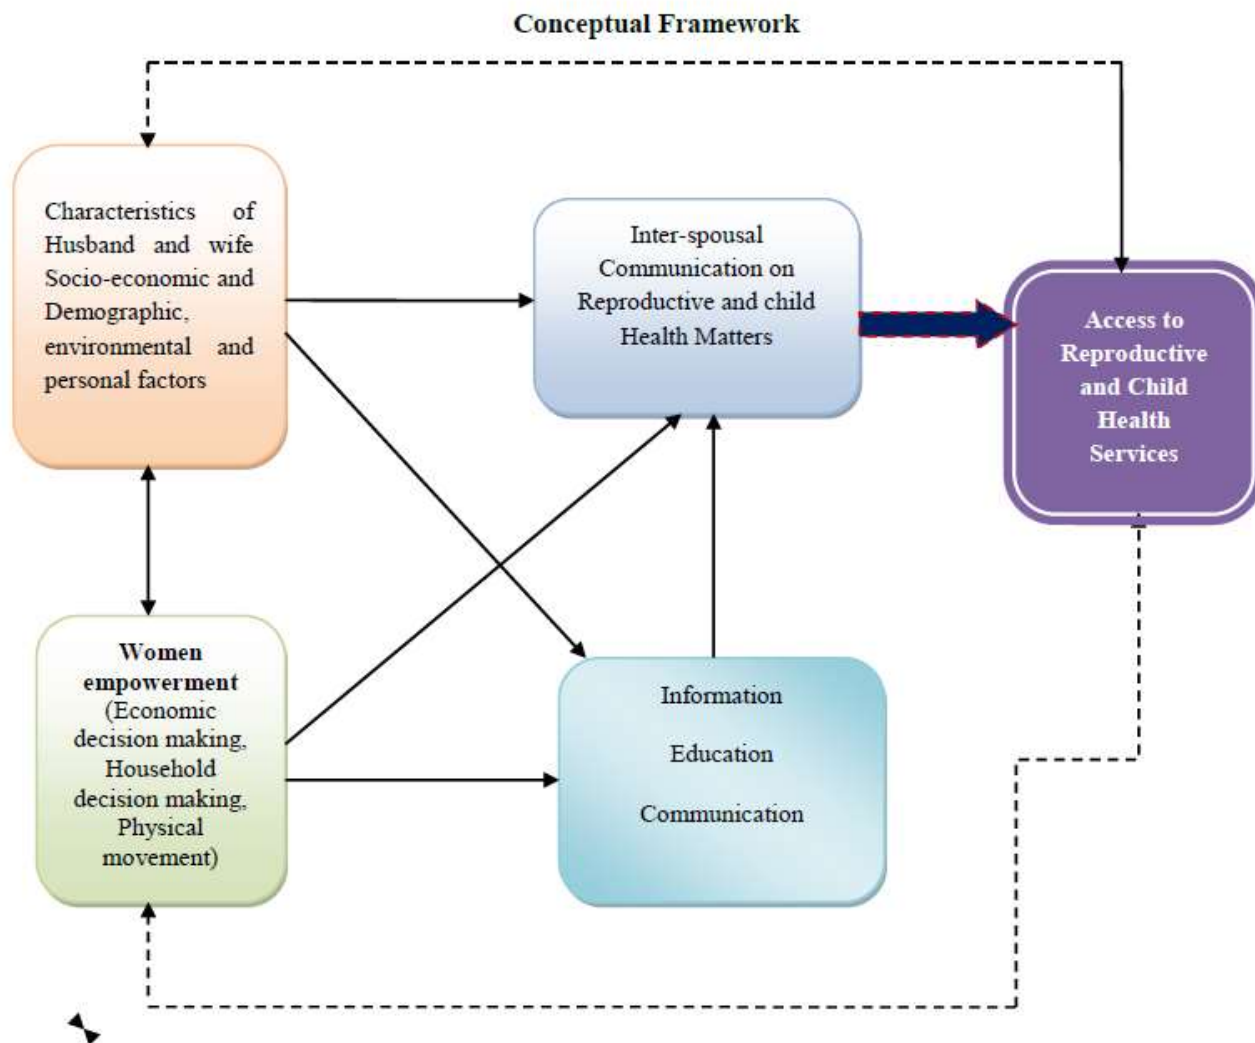 Conceptual Framework
Characteristics of
Husband and wife
Socio-economic and
Demographic,
environmental and
personal factors
Inter-spousal
Communication on
Reproductive and child
Health Matters
Access to
Reproductive
and Child
Health
Services
Women
empowerment
(Economic
decision making,
Household
decision making,
Physical
movement)
Information
Education
Communication